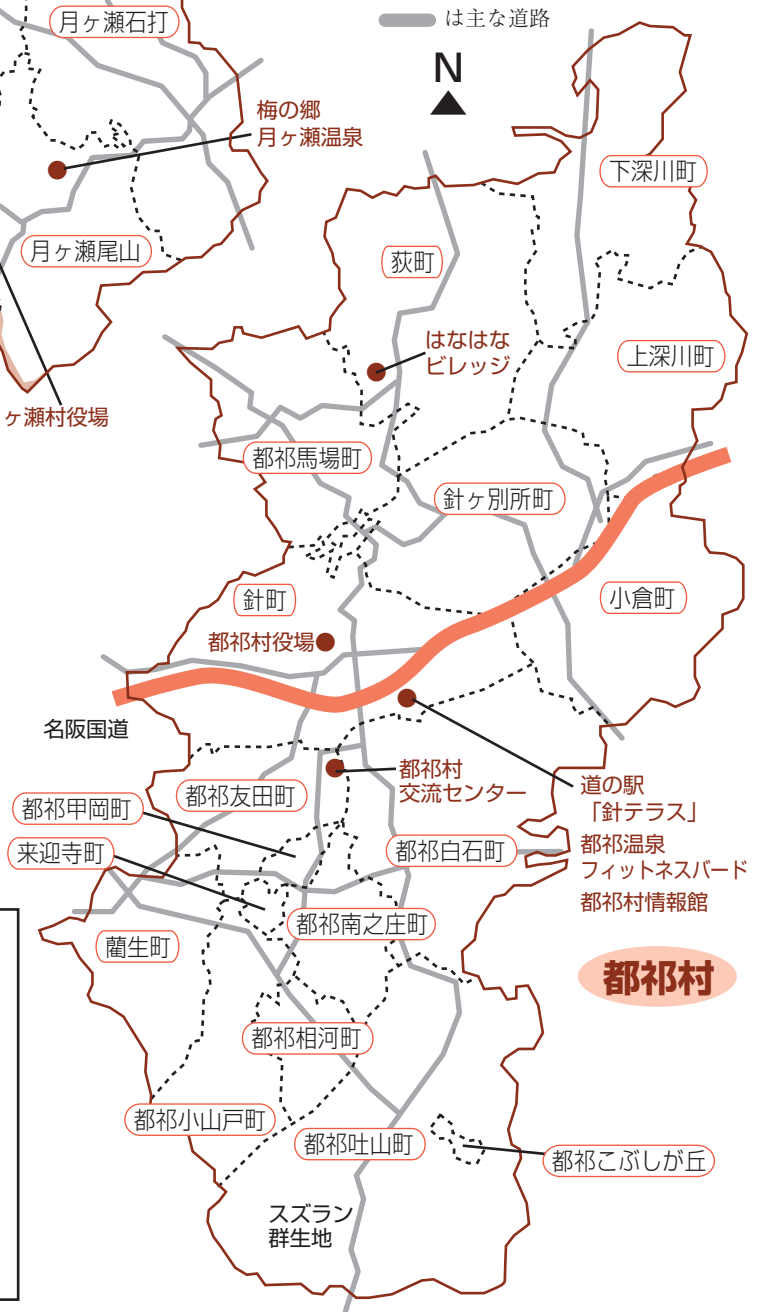 月ヶ瀬石打
は主な道路
N
梅の郷
月ヶ瀬温泉
下深川町
月ヶ瀬尾山
荻町
はなはな
ビレッジ
上深川町
ヶ瀬村役場
都祁馬場町
針ヶ別所町
針町
小倉町
都祁村役場
名阪国道
都祁村
交流センター
道の駅
「針テラス」
都祁温泉
フィットネスバード
都祁村情報館
都祁友田町
都祁甲岡町
来迎寺町
都祁白石町
都祁南之庄町
藺生町
都祁村
都祁相河町
都祁小山戸町
都祁吐山町
都祁こぶしが丘
スズラン
群生地